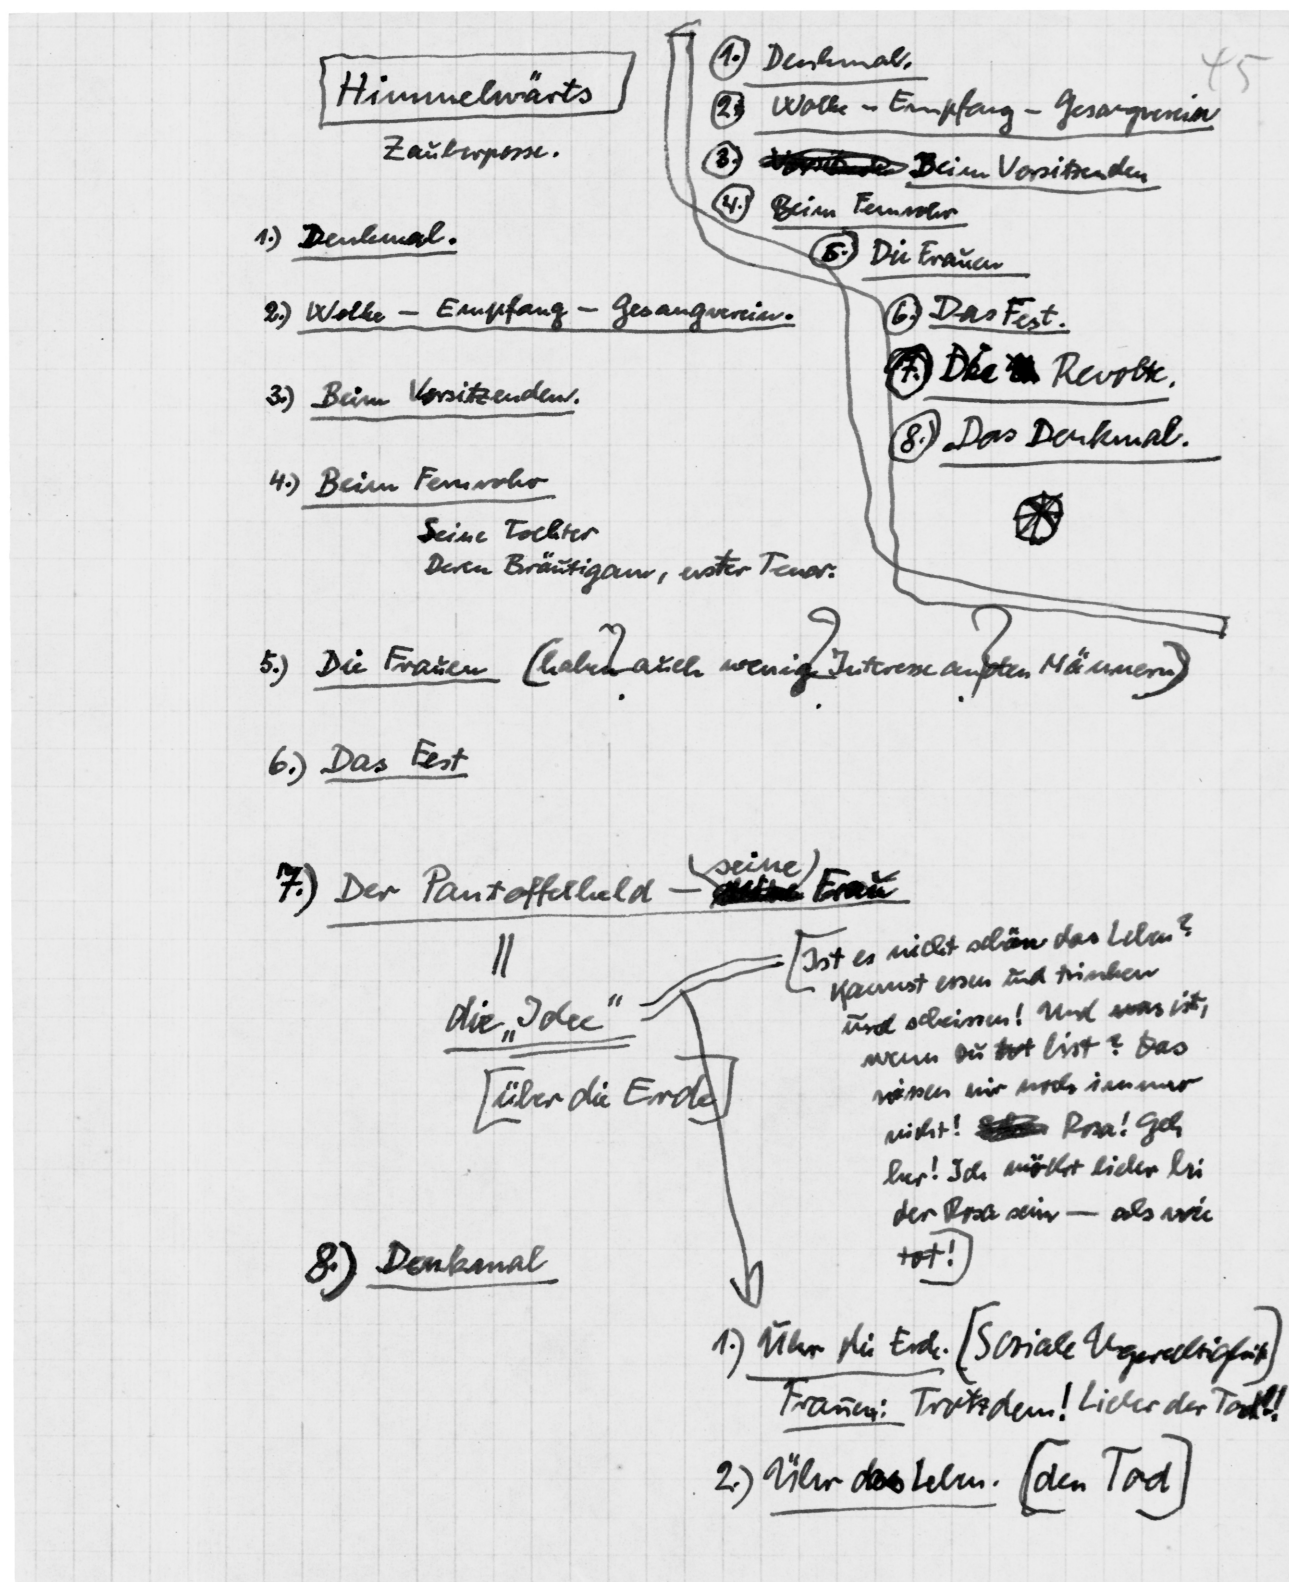 45
Himmelwärts
Zauberposse.
1.) Denkmal.
2.) Wolke – Empfang – Gesangverein.
3.) Beim Vorsitzenden.
4.) Beim Fernrohr
Seine Tochter
Deren Bräutigam, erster Tenor.
5.) Die Frauen (haben auch wenig Interesse an den Männern)
? ? ?
6.) Das Fest
7.) Der Pantoffelheld – seine Frau
||
die „Idee“
[über die Erde]
[Ist es nicht schön das Leben?
Kannst essen und trinken
und scheissen! Und was ist,
wenn Du tot bist? Das
wissen wir noch immer
nicht! Rosa! Geh
her! Ich möcht lieber bei
der Rosa sein – als wie
tot!]
8.) Denkmal
1.) Über die Erde. [Soziale Ungerechtigkeit]
Frauen: Trotzdem! Lieber der Tod!!
2.) Über das Leben. [den Tod]
1.) Denkmal.
2.) Wolke – Empfang – Gesangverein
3.) Beim Vorsitzenden
4.) Beim Fernrohr
5.) Die Frauen
6.) Das Fest.
7.) Die Revolte.
8.) Das Denkmal.